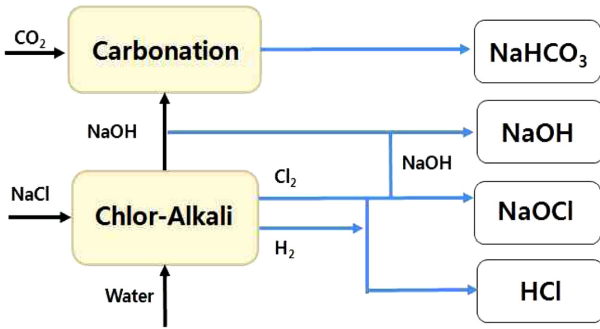 CO₂
Carbonation
NaHCO₃
NaOH
NaOH
NaOH
NaCl
Chlor-Alkali
Cl₂
NaOCl
H₂
Water
HCl